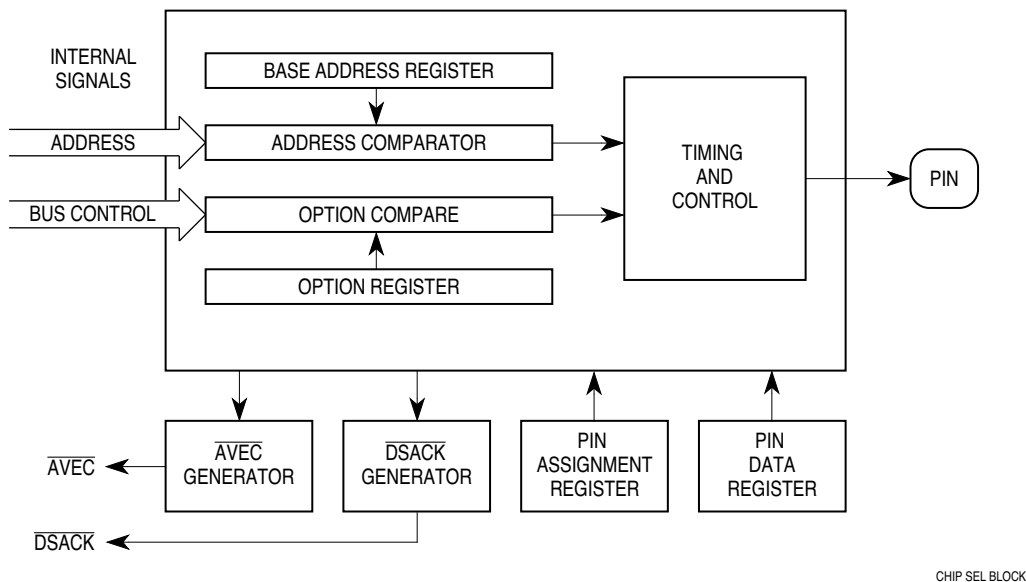 INTERNAL
SIGNALS
BASE ADDRESS REGISTER
ADDRESS
ADDRESS COMPARATOR
TIMING
AND
CONTROL
PIN
BUS CONTROL
OPTION COMPARE
OPTION REGISTER
AVEC
GENERATOR
DSACK
GENERATOR
PIN
ASSIGNMENT
REGISTER
PIN
DATA
REGISTER
AVEC
DSACK
CHIP SEL BLOCK